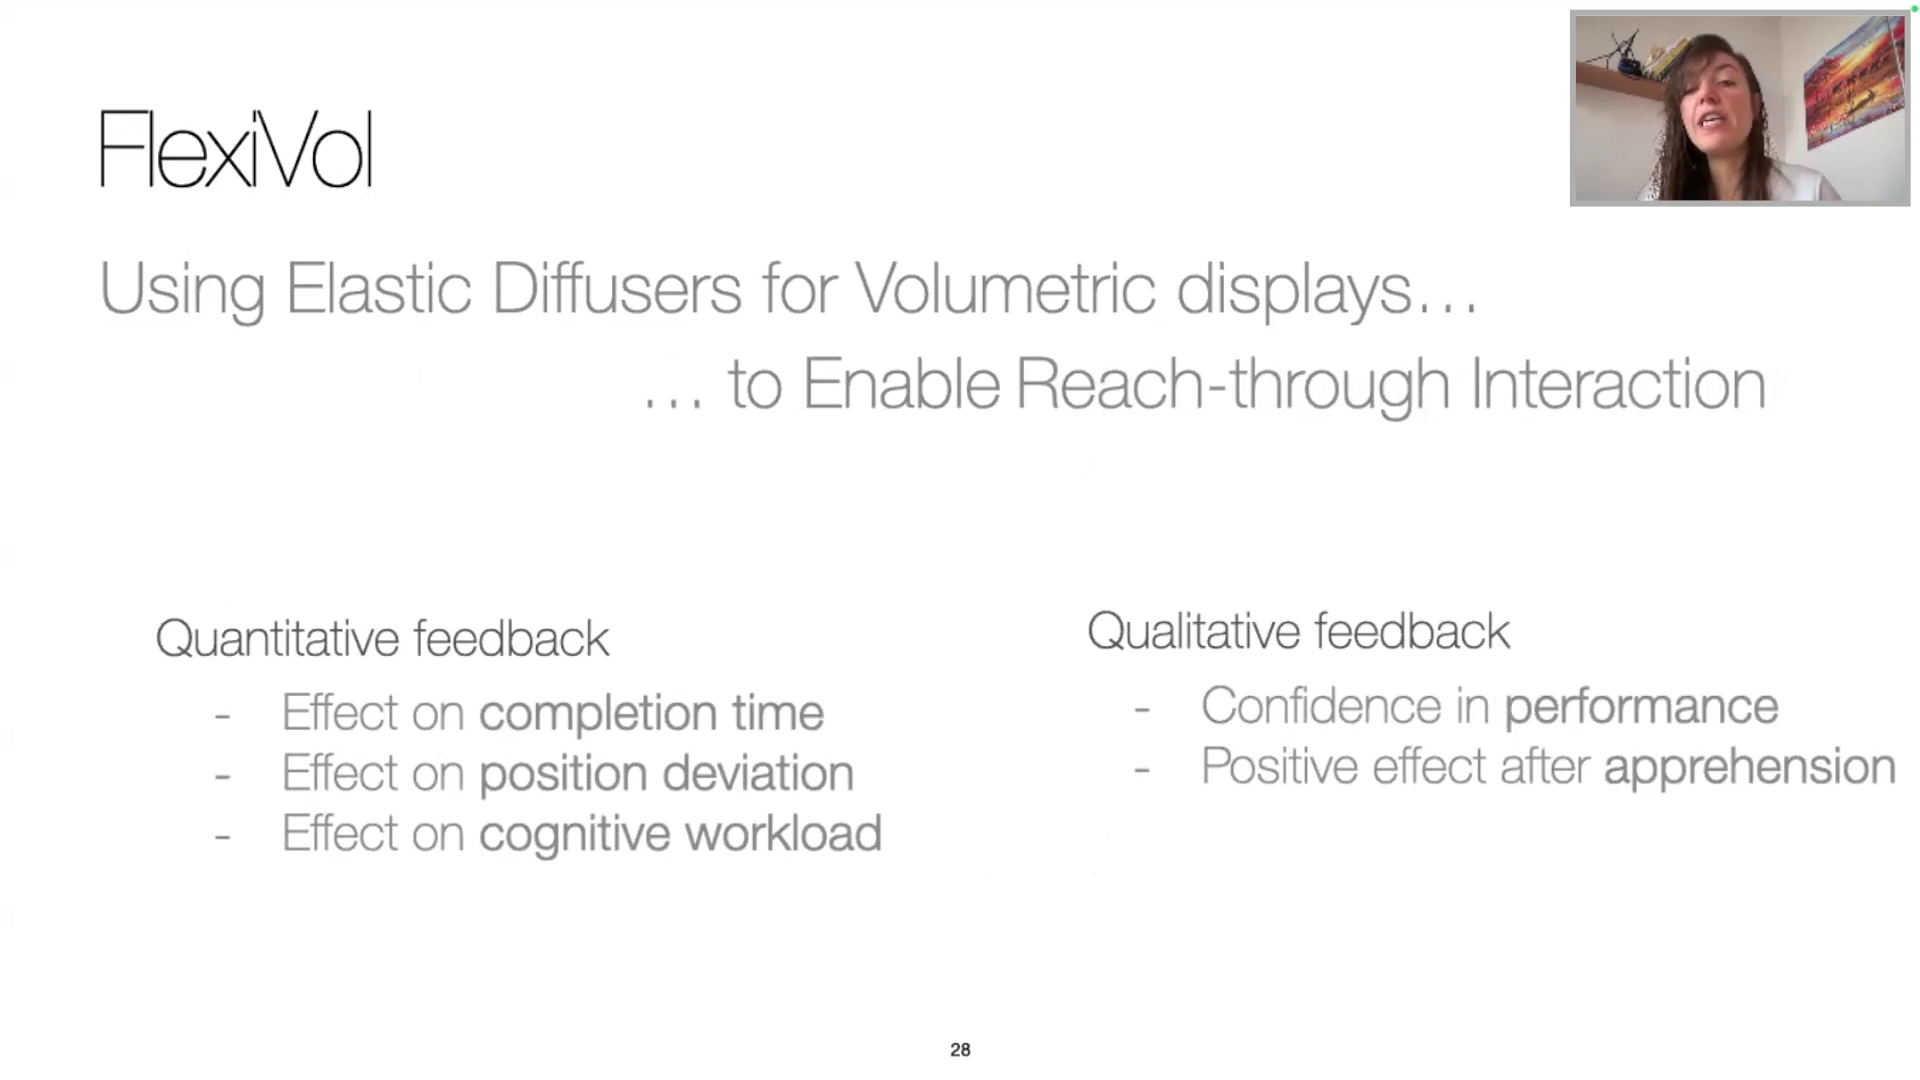 FlexiVol
Using Elastic Diffusers for Volumetric displays...
... to Enable Reach-through Interaction
Quantitative feedback
- Effect on completion time
- Effect on position deviation
- Effect on cognitive workload
Qualitative feedback
- Confidence in performance
- Positive effect after apprehension
28